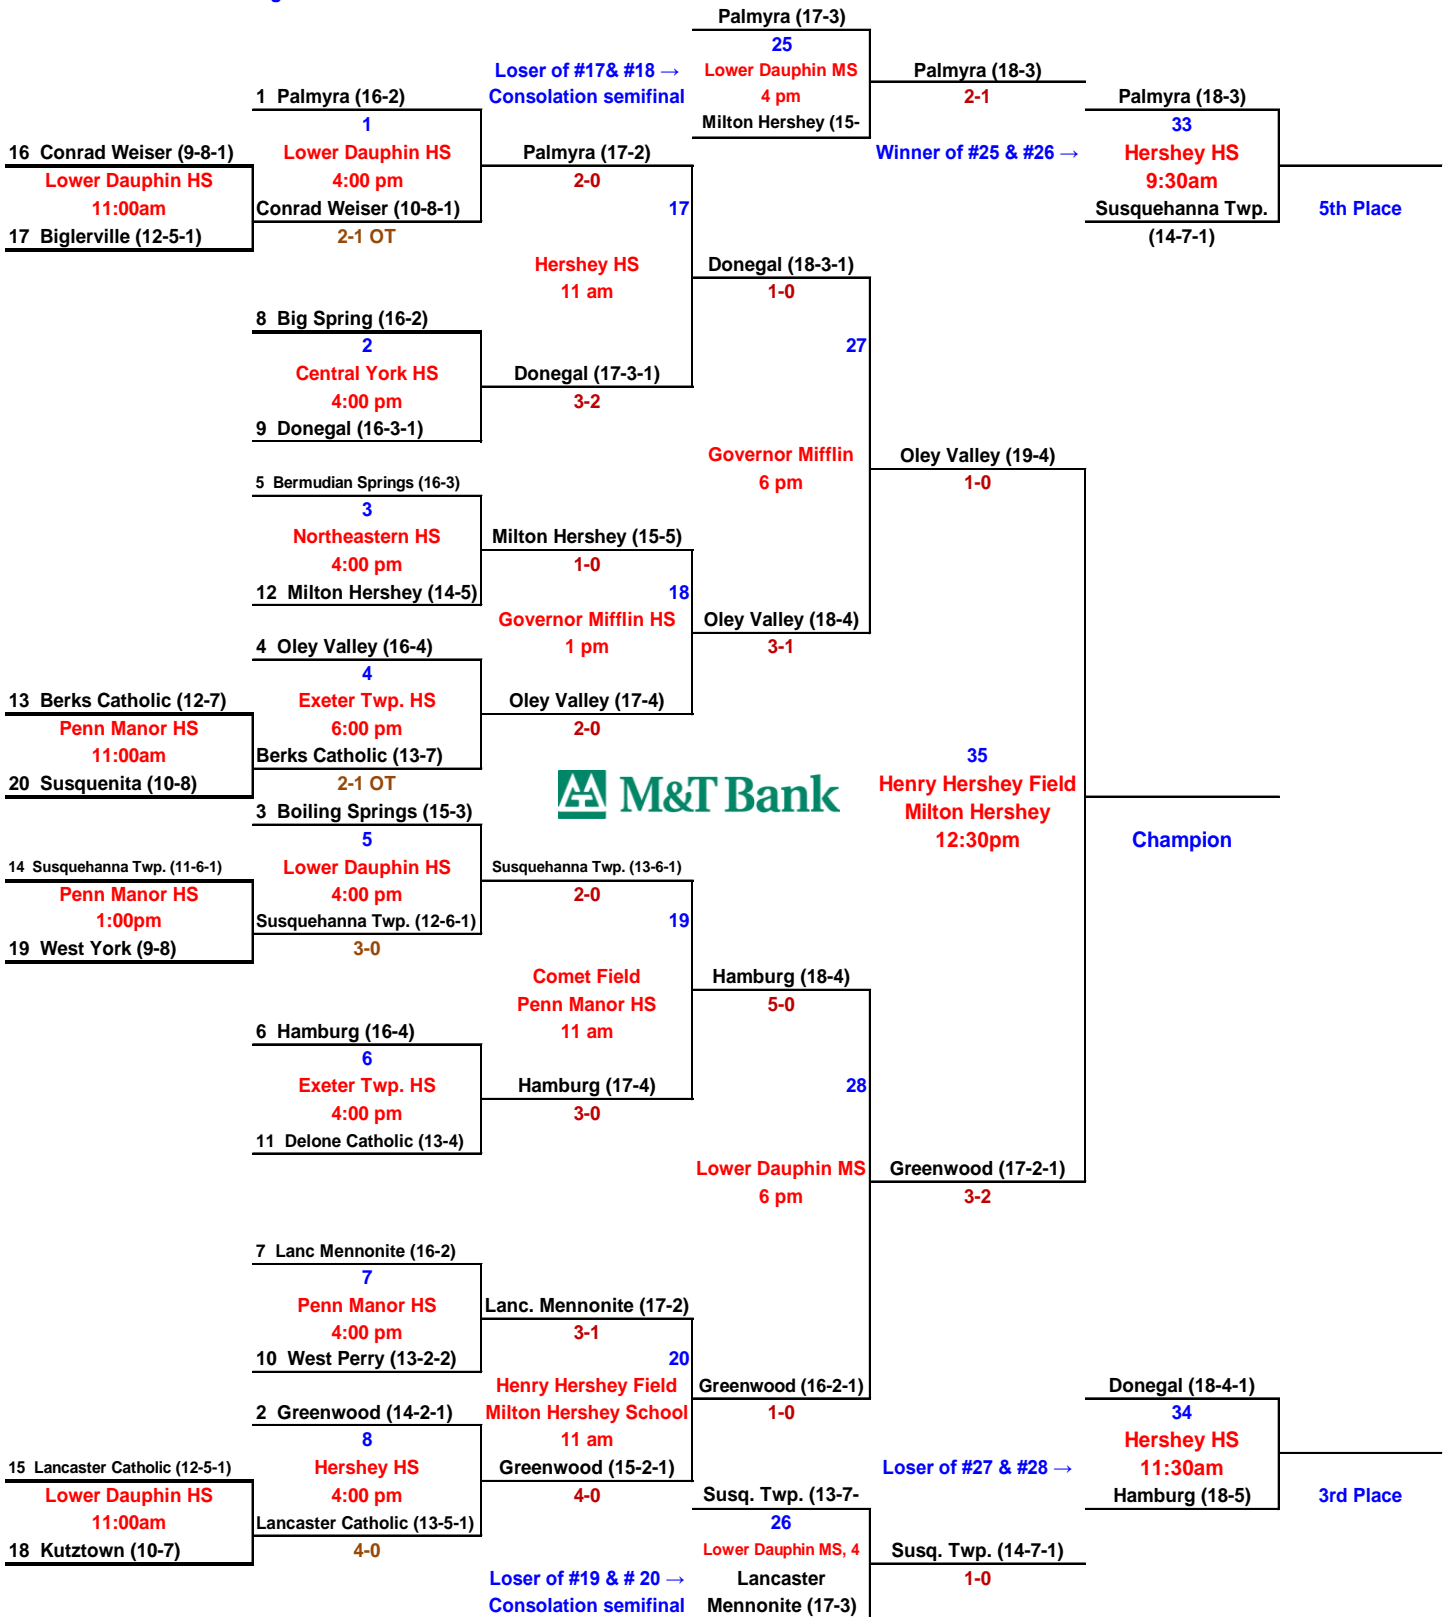 Palmyra (17-3)
25
Loser of #17& #18 →
Lower Dauphin MS
Palmyra (18-3)
1 Palmyra (16-2)
Consolation semifinal
4 pm
2-1
Palmyra (18-3)
1
Milton Hershey (15-
33
16 Conrad Weiser (9-8-1)
Lower Dauphin HS
Palmyra (17-2)
Winner of #25 & #26 →
Hershey HS
Lower Dauphin HS
4:00 pm
2-0
9:30am
11:00am
Conrad Weiser (10-8-1)
17
Susquehanna Twp.
5th Place
17 Biglerville (12-5-1)
2-1 OT
(14-7-1)
Hershey HS
Donegal (18-3-1)
11 am
1-0
8 Big Spring (16-2)
2
27
Central York HS
Donegal (17-3-1)
4:00 pm
3-2
9 Donegal (16-3-1)
Governor Mifflin
Oley Valley (19-4)
5 Bermudian Springs (16-3)
6 pm
1-0
3
Northeastern HS
Milton Hershey (15-5)
4:00 pm
1-0
12 Milton Hershey (14-5)
18
Governor Mifflin HS
Oley Valley (18-4)
4 Oley Valley (16-4)
1 pm
3-1
4
13 Berks Catholic (12-7)
Exeter Twp. HS
Oley Valley (17-4)
Penn Manor HS
6:00 pm
2-0
11:00am
Berks Catholic (13-7)
35
20 Susquenita (10-8)
2-1 OT
M&T Bank
Henry Hershey Field
3 Boiling Springs (15-3)
Milton Hershey
5
12:30pm
Champion
14 Susquehanna Twp. (11-6-1)
Lower Dauphin HS
Susquehanna Twp. (13-6-1)
Penn Manor HS
4:00 pm
2-0
1:00pm
Susquehanna Twp. (12-6-1)
19
19 West York (9-8)
3-0
Comet Field
Hamburg (18-4)
Penn Manor HS
5-0
6 Hamburg (16-4)
11 am
6
Exeter Twp. HS
Hamburg (17-4)
28
4:00 pm
3-0
11 Delone Catholic (13-4)
Lower Dauphin MS
Greenwood (17-2-1)
6 pm
3-2
7 Lanc Mennonite (16-2)
7
Penn Manor HS
Lanc. Mennonite (17-2)
4:00 pm
3-1
10 West Perry (13-2-2)
20
Henry Hershey Field
Greenwood (16-2-1)
Donegal (18-4-1)
2 Greenwood (14-2-1)
Milton Hershey School
1-0
34
8
11 am
Hershey HS
15 Lancaster Catholic (12-5-1)
Hershey HS
Greenwood (15-2-1)
Loser of #27 & #28 →
11:30am
Lower Dauphin HS
4:00 pm
4-0
Susq. Twp. (13-7-
Hamburg (18-5)
3rd Place
11:00am
Lancaster Catholic (13-5-1)
26
18 Kutztown (10-7)
4-0
Lower Dauphin MS, 4
Susq. Twp. (14-7-1)
Loser of #19 & # 20 →
Lancaster
1-0
Consolation semifinal
Mennonite (17-3)